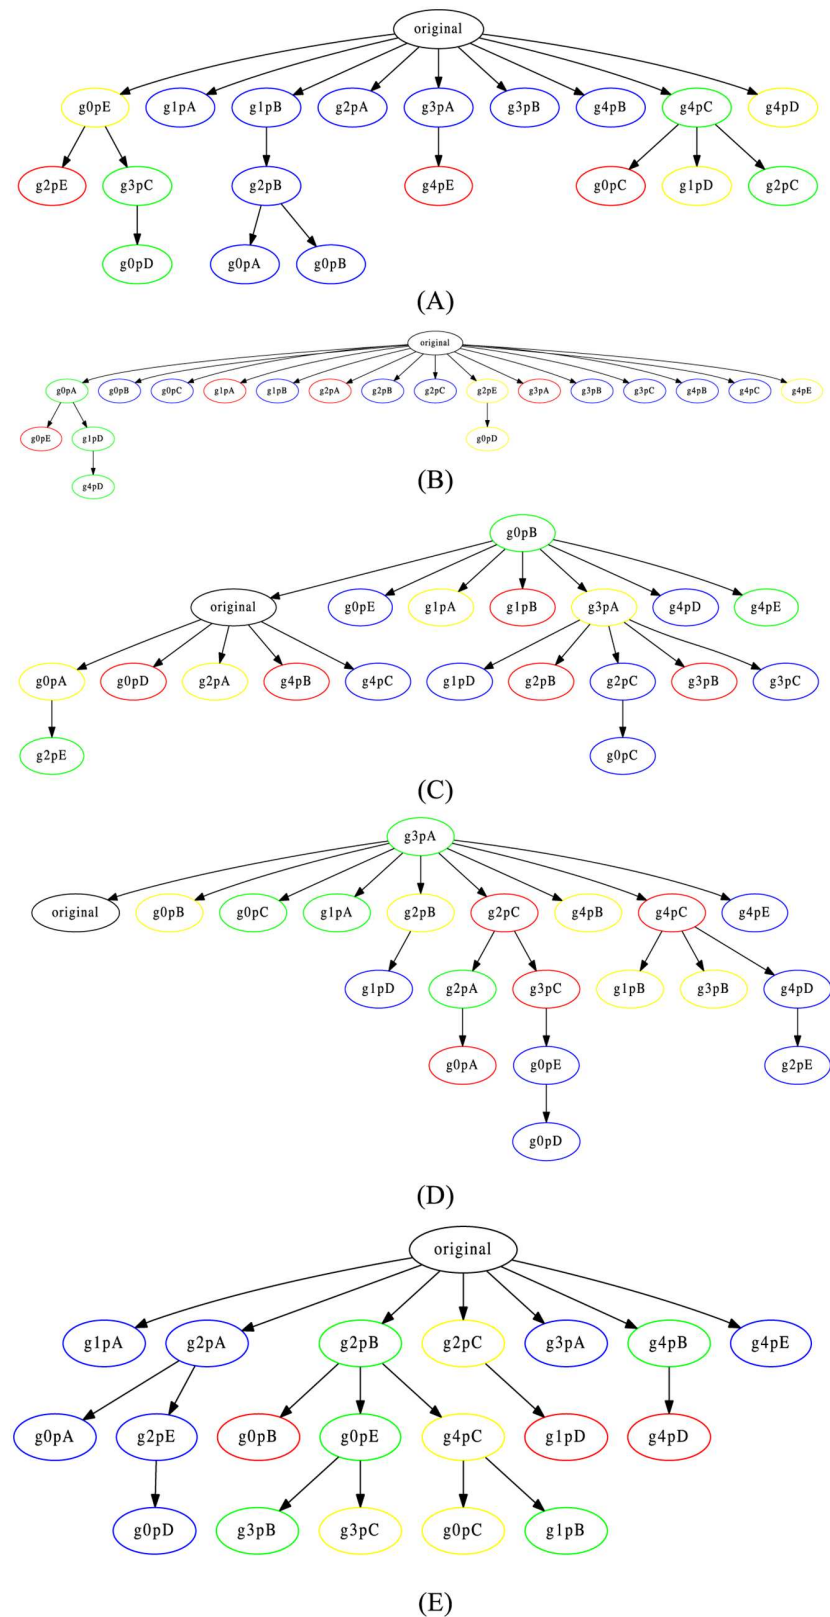 original
g0pE g1pA g1pB g2pA g3pA g3pB g4pB g4pC g4pD
g2pE g3pC g2pB g4pE g0pC g1pD g2pC
g0pD g0pA g0pB
(A)
original
g0pA g0pB g0pC g1pA g1pB g2pA g2pB g2pC g2pE g3pA g3pB g3pC g4pB g4pC g4pE
g0pE g1pD g0pD
g4pD
(B)
g0pB
original g0pE g1pA g1pB g3pA g4pD g4pE
g0pA g0pD g2pA g4pB g4pC g1pD g2pB g2pC g3pB g3pC
g2pE g0pC
(C)
g3pA
original g0pB g0pC g1pA g2pB g2pC g4pB g4pC g4pE
g1pD g2pA g3pC g1pB g3pB g4pD
g0pA g0pE g2pE
g0pD
(D)
original
g1pA g2pA g2pB g2pC g3pA g4pB g4pE
g0pA g2pE g0pB g0pE g4pC g1pD g4pD
g0pD g3pB g3pC g0pC g1pB
(E)